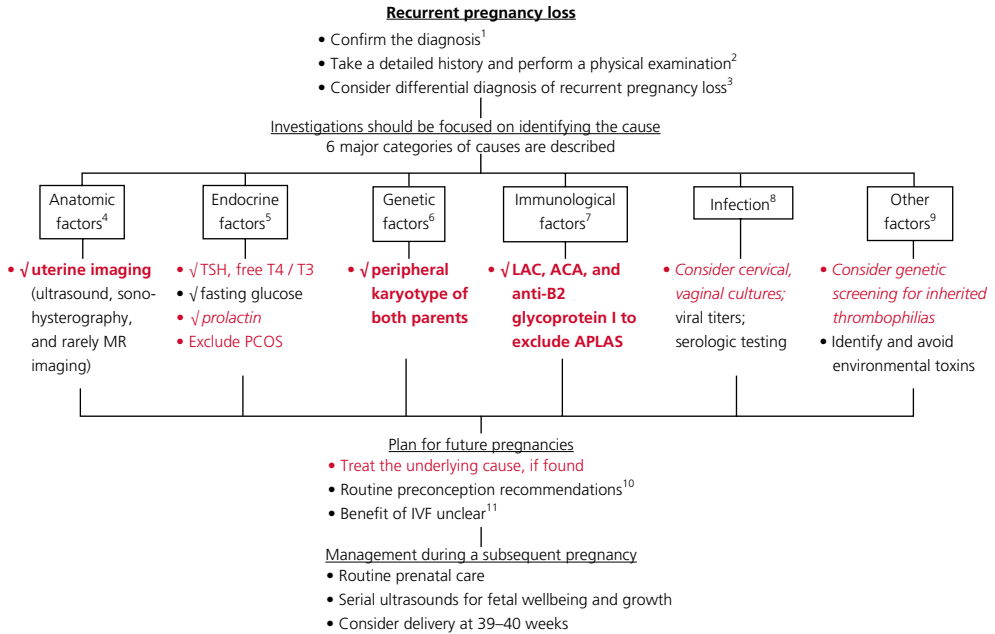 Recurrent pregnancy loss
• Confirm the diagnosis1
• Take a detailed history and perform a physical examination2
• Consider differential diagnosis of recurrent pregnancy loss3
Investigations should be focused on identifying the cause
6 major categories of causes are described
Anatomic
factors4
Endocrine
factors5
Genetic
factors6
Immunological
factors7
Infection8
Other
factors9
• √ uterine imaging
(ultrasound, sono-
hysterography,
and rarely MR
imaging)
• √ TSH, free T4 / T3
• √ fasting glucose
• √ prolactin
• Exclude PCOS
• √ peripheral
karyotype of
both parents
• √ LAC, ACA, and
anti-B2
glycoprotein I to
exclude APLAS
• Consider cervical,
vaginal cultures;
viral titers;
serologic testing
• Consider genetic
screening for inherited
thrombophilias
• Identify and avoid
environmental toxins
Plan for future pregnancies
• Treat the underlying cause, if found
• Routine preconception recommendations10
• Benefit of IVF unclear11
Management during a subsequent pregnancy
• Routine prenatal care
• Serial ultrasounds for fetal wellbeing and growth
• Consider delivery at 39–40 weeks